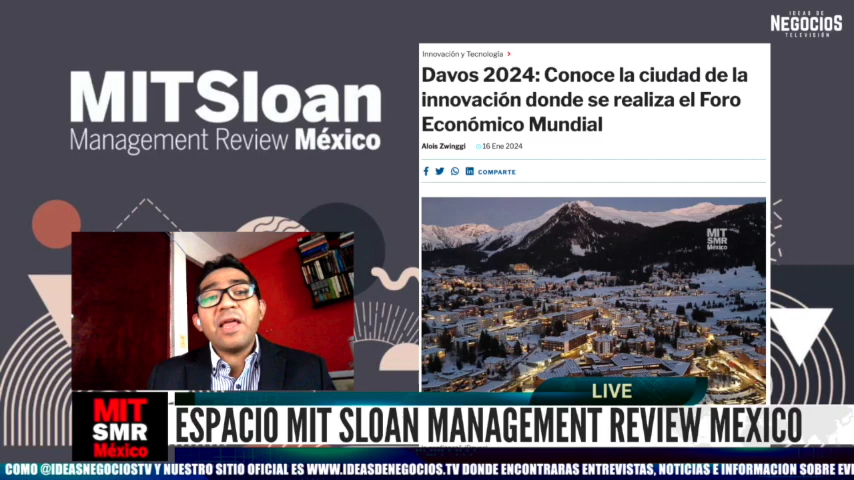 IDEAS DE
NEGOCIOS
TELEVISIÓN
MITSloan
Management Review México
Innovación y Tecnología
Davos 2024: Conoce la ciudad de la
innovación donde se realiza el Foro
Económico Mundial
Alois Zwinggi 16 Ene 2024
COMPARTE
MIT
SMR
México
LIVE
MIT
SMR
México
ESPACIO MIT SLOAN MANAGEMENT REVIEW MEXICO
COMO @IDEASNEGOCIOSTV Y NUESTRO SITIO OFICIAL ES WWW.IDEASDENEGOCIOS.TV DONDE ENCONTRARAS ENTREVISTAS, NOTICIAS E INFORMACION SOBRE EVE